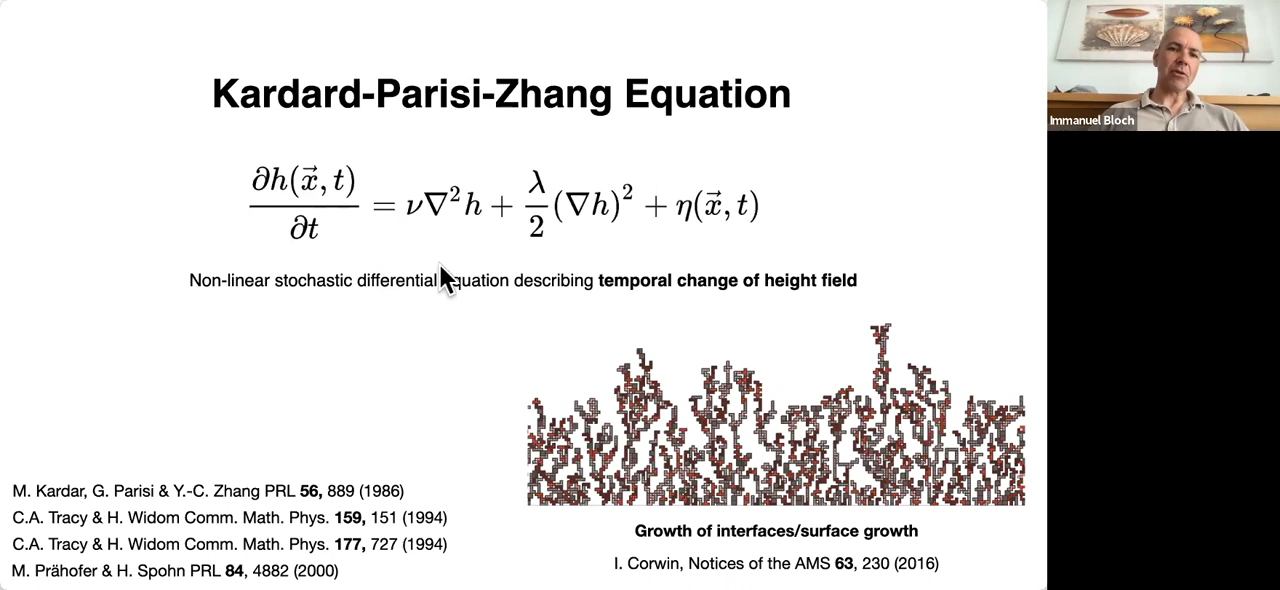 Kardard-Parisi-Zhang Equation
∂h(x⃗, t)/∂t = ν∇²h + λ/2 (∇h)² + η(x⃗, t)
Non-linear stochastic differential equation describing temporal change of height field
M. Kardar, G. Parisi & Y.-C. Zhang PRL 56, 889 (1986)
C.A. Tracy & H. Widom Comm. Math. Phys. 159, 151 (1994)
C.A. Tracy & H. Widom Comm. Math. Phys. 177, 727 (1994)
M. Prähofer & H. Spohn PRL 84, 4882 (2000)
Growth of interfaces/surface growth
I. Corwin, Notices of the AMS 63, 230 (2016)
Immanuel Bloch